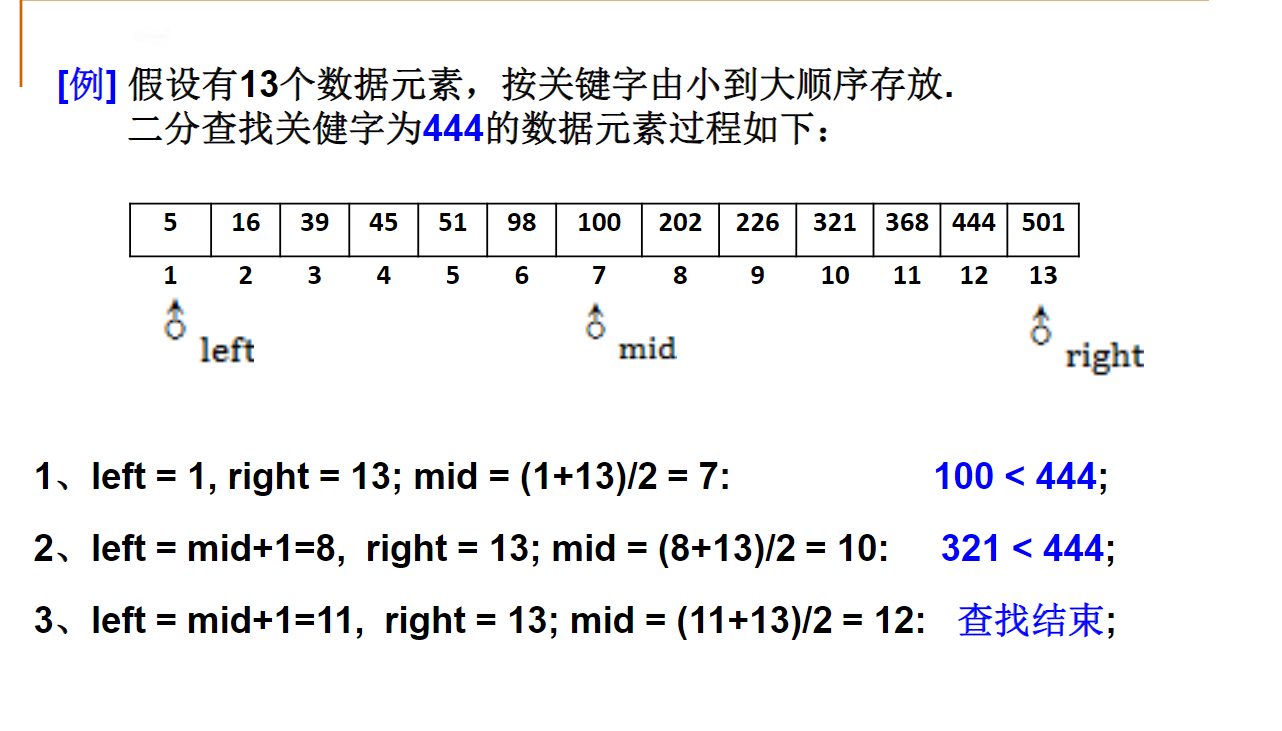 [例] 假设有13个数据元素，按关键字由小到大顺序存放.
二分查找关健字为444的数据元素过程如下：
5 16 39 45 51 98 100 202 226 321 368 444 501
1 2 3 4 5 6 7 8 9 10 11 12 13
left mid right
1、left = 1, right = 13; mid = (1+13)/2 = 7: 100 < 444;
2、left = mid+1=8, right = 13; mid = (8+13)/2 = 10: 321 < 444;
3、left = mid+1=11, right = 13; mid = (11+13)/2 = 12: 查找结束;